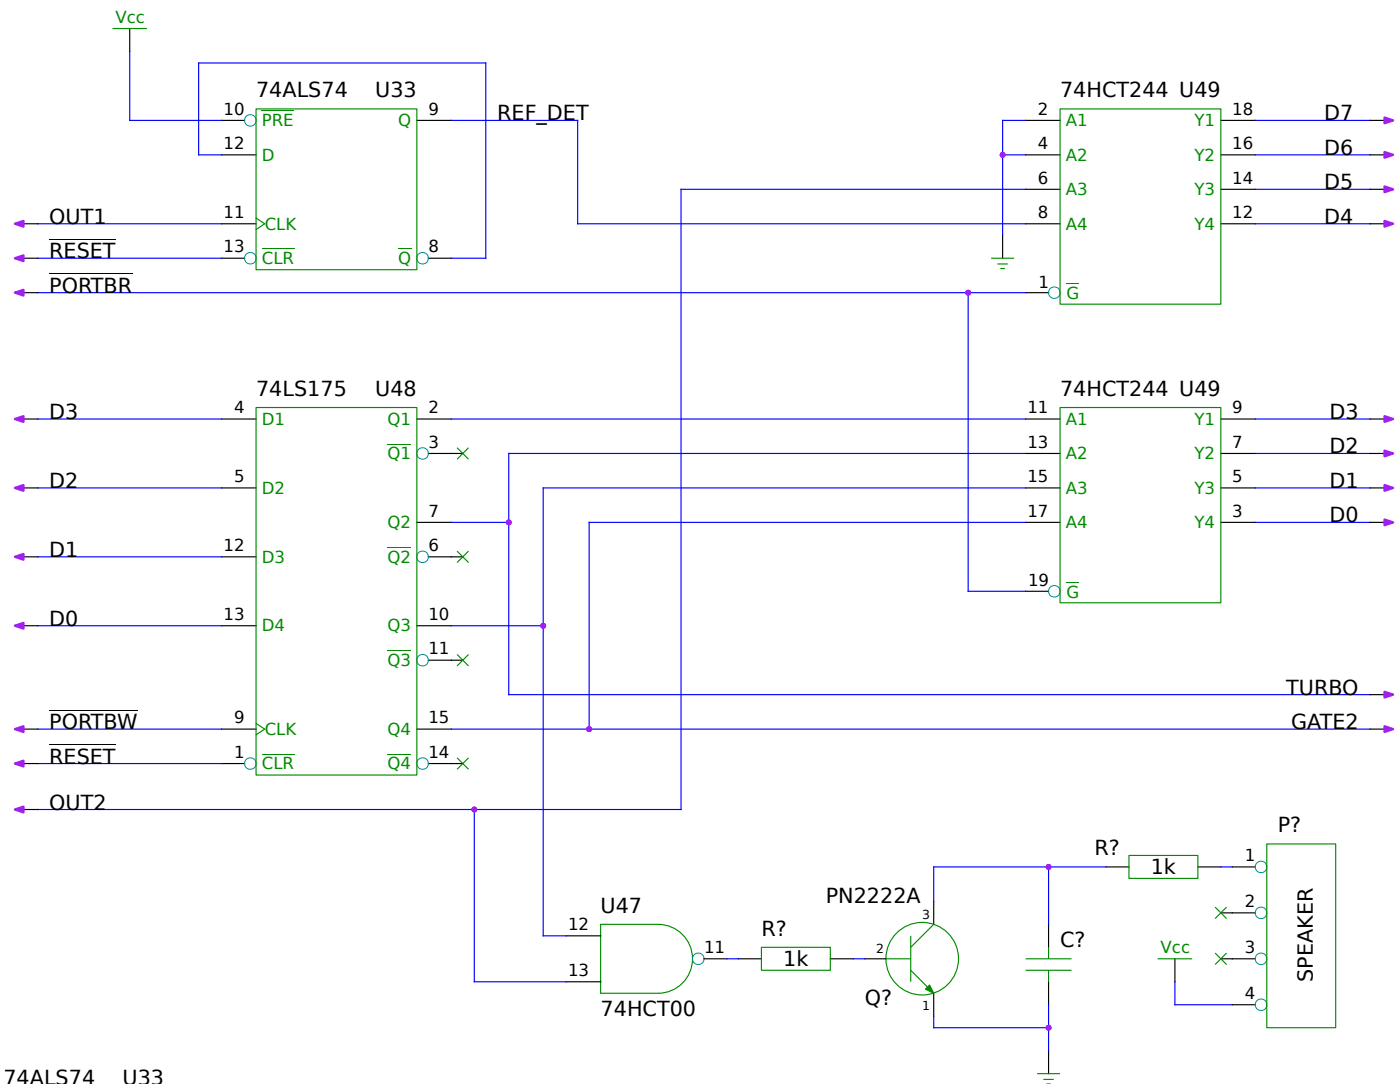 Vcc
74ALS74 U33
10 PRE Q 9 REF_DET
12 D
OUT1 11 CLK
RESET 13 CLR Q 8
PORTBR
74HCT244 U49
2 A1 Y1 18 D7
4 A2 Y2 16 D6
6 A3 Y3 14 D5
8 A4 Y4 12 D4
1 G
74LS175 U48
D3 4 D1 Q1 2
Q1 3
D2 5 D2
Q2 7
D1 12 D3 Q2 6
D0 13 D4 Q3 10
Q3 11
PORTBW 9 CLK Q4 15
RESET 1 CLR Q4 14
OUT2
74HCT244 U49
11 A1 Y1 9 D3
13 A2 Y2 7 D2
15 A3 Y3 5 D1
17 A4 Y4 3 D0
19 G
TURBO
GATE2
U47
12
13
11
74HCT00
R?
1k
PN2222A
3
2
1
Q?
C?
R?
1k
P?
1
2
3
4
Vcc
SPEAKER
74ALS74 U33